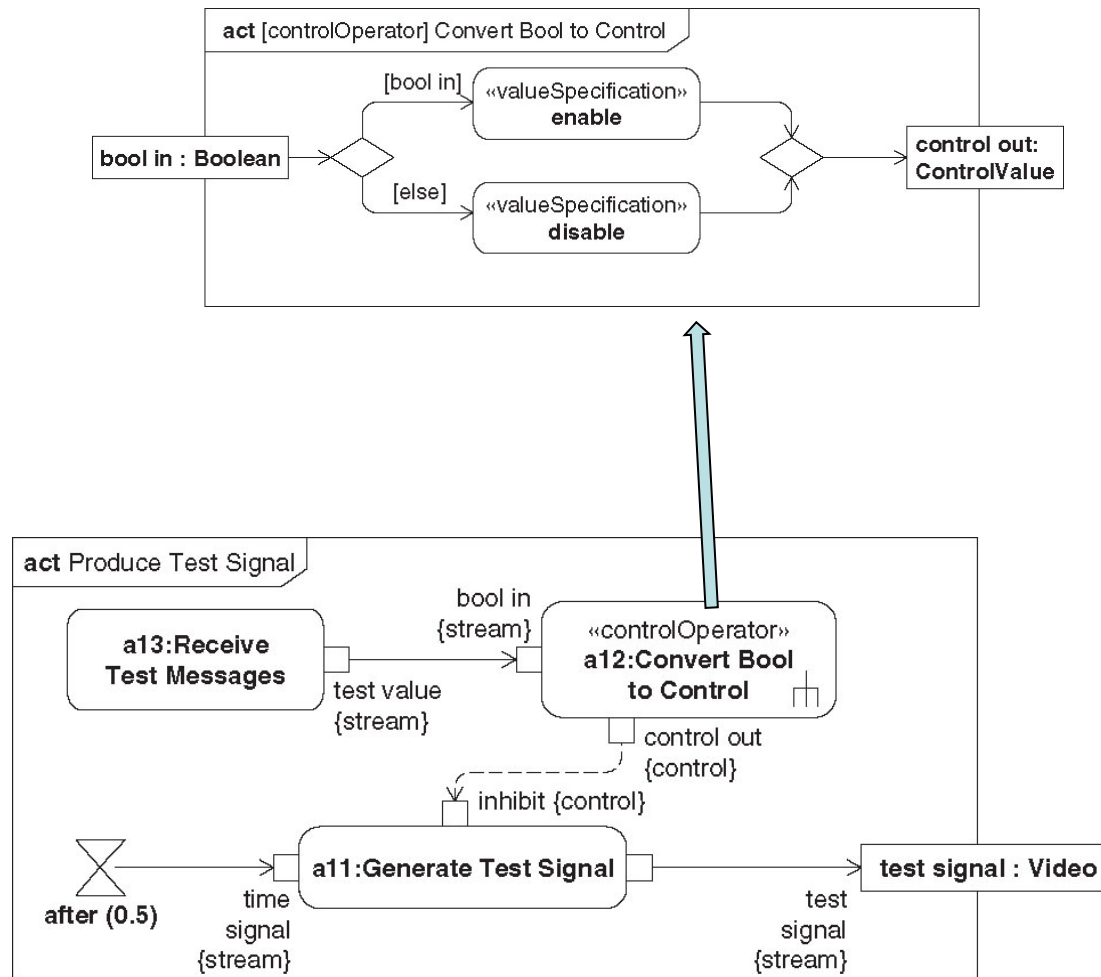 act [controlOperator] Convert Bool to Control
[bool in]
«valueSpecification»
enable
bool in : Boolean
control out:
ControlValue
[else]
«valueSpecification»
disable
act Produce Test Signal
a13:Receive
Test Messages
test value
{stream}
bool in
{stream}
«controlOperator»
a12:Convert Bool
to Control
control out
{control}
inhibit {control}
after (0.5)
time
signal
{stream}
a11:Generate Test Signal
test
signal
{stream}
test signal : Video